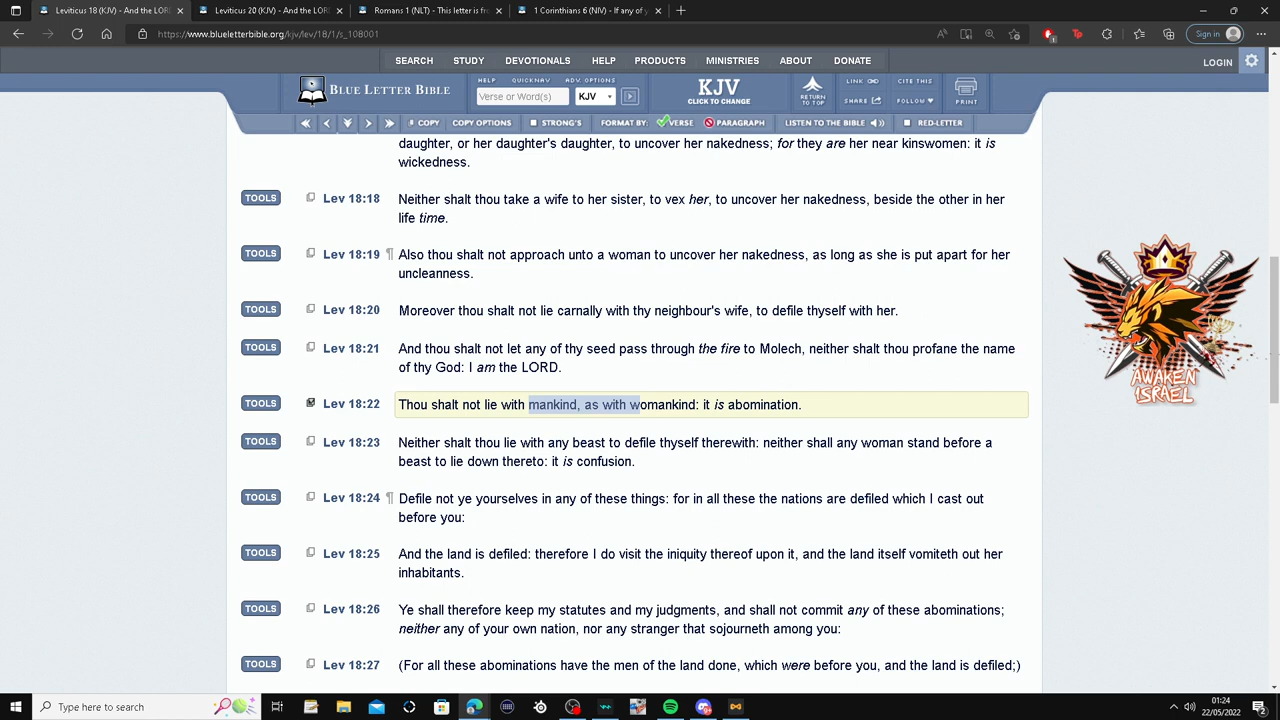 Leviticus 18 (KJV) - And the LOR
Leviticus 20 (KJV) - And the LOR
Romans 1 (NLT) - This letter is fr
1 Corinthians 6 (NIV) - If any of y
https://www.blueletterbible.org/kjv/lev/18/1/s_108001
Sign in
SEARCH STUDY DEVOTIONALS HELP PRODUCTS MINISTRIES ABOUT DONATE
LOGIN
BLUE LETTER BIBLE
HELP QUICKNAV ADV. OPTIONS
Verse or Word(s) KJV
KJV
CLICK TO CHANGE
RETURN
TO TOP
LINK CITE THIS
SHARE FOLLOW
PRINT
COPY COPY OPTIONS STRONG'S FORMAT BY: VERSE PARAGRAPH LISTEN TO THE BIBLE RED-LETTER
daughter, or her daughter's daughter, to uncover her nakedness; for they are her near kinswomen: it is
wickedness.
TOOLS Lev 18:18 Neither shalt thou take a wife to her sister, to vex her, to uncover her nakedness, beside the other in her
life time.
TOOLS Lev 18:19 ¶ Also thou shalt not approach unto a woman to uncover her nakedness, as long as she is put apart for her
uncleanness.
TOOLS Lev 18:20 Moreover thou shalt not lie carnally with thy neighbour's wife, to defile thyself with her.
TOOLS Lev 18:21 And thou shalt not let any of thy seed pass through the fire to Molech, neither shalt thou profane the name
of thy God: I am the LORD.
TOOLS Lev 18:22 Thou shalt not lie with mankind, as with womankind: it is abomination.
TOOLS Lev 18:23 Neither shalt thou lie with any beast to defile thyself therewith: neither shall any woman stand before a
beast to lie down thereto: it is confusion.
TOOLS Lev 18:24 ¶ Defile not ye yourselves in any of these things: for in all these the nations are defiled which I cast out
before you:
TOOLS Lev 18:25 And the land is defiled: therefore I do visit the iniquity thereof upon it, and the land itself vomiteth out her
inhabitants.
TOOLS Lev 18:26 Ye shall therefore keep my statutes and my judgments, and shall not commit any of these abominations;
neither any of your own nation, nor any stranger that sojourneth among you:
TOOLS Lev 18:27 (For all these abominations have the men of the land done, which were before you, and the land is defiled;)
AWAKEN
ISRAEL
Type here to search
01:24
22/05/2022
2